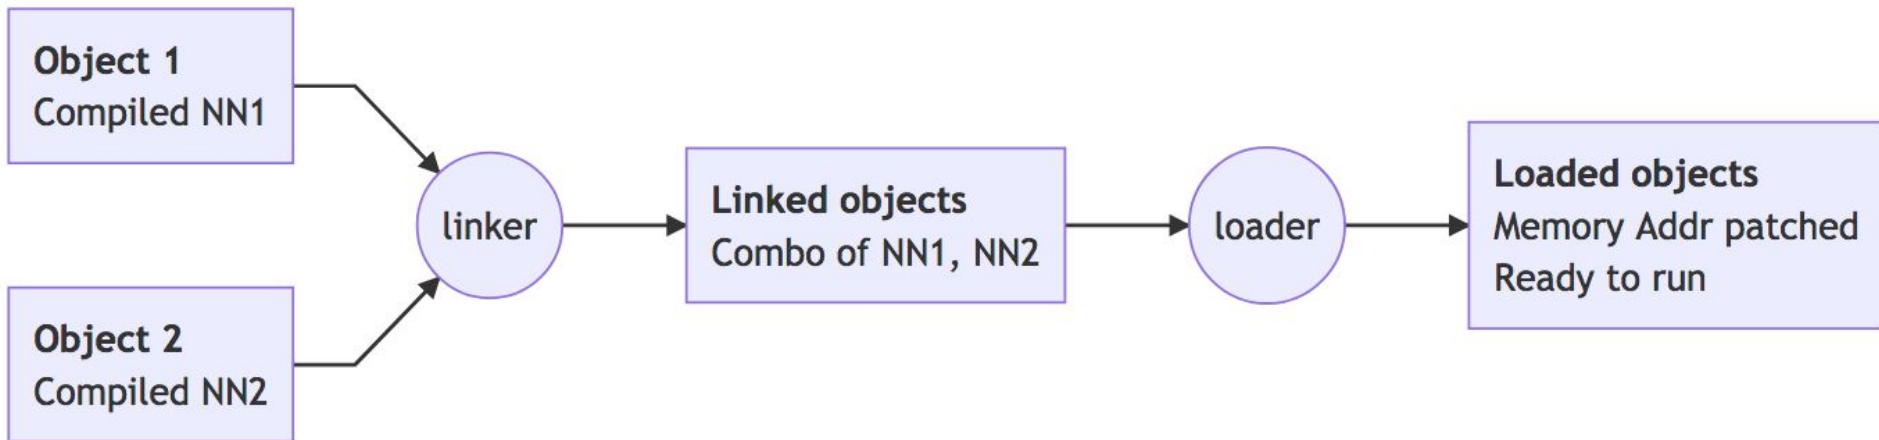 Object 1
Compiled NN1
Object 2
Compiled NN2
linker
Linked objects
Combo of NN1, NN2
loader
Loaded objects
Memory Addr patched
Ready to run